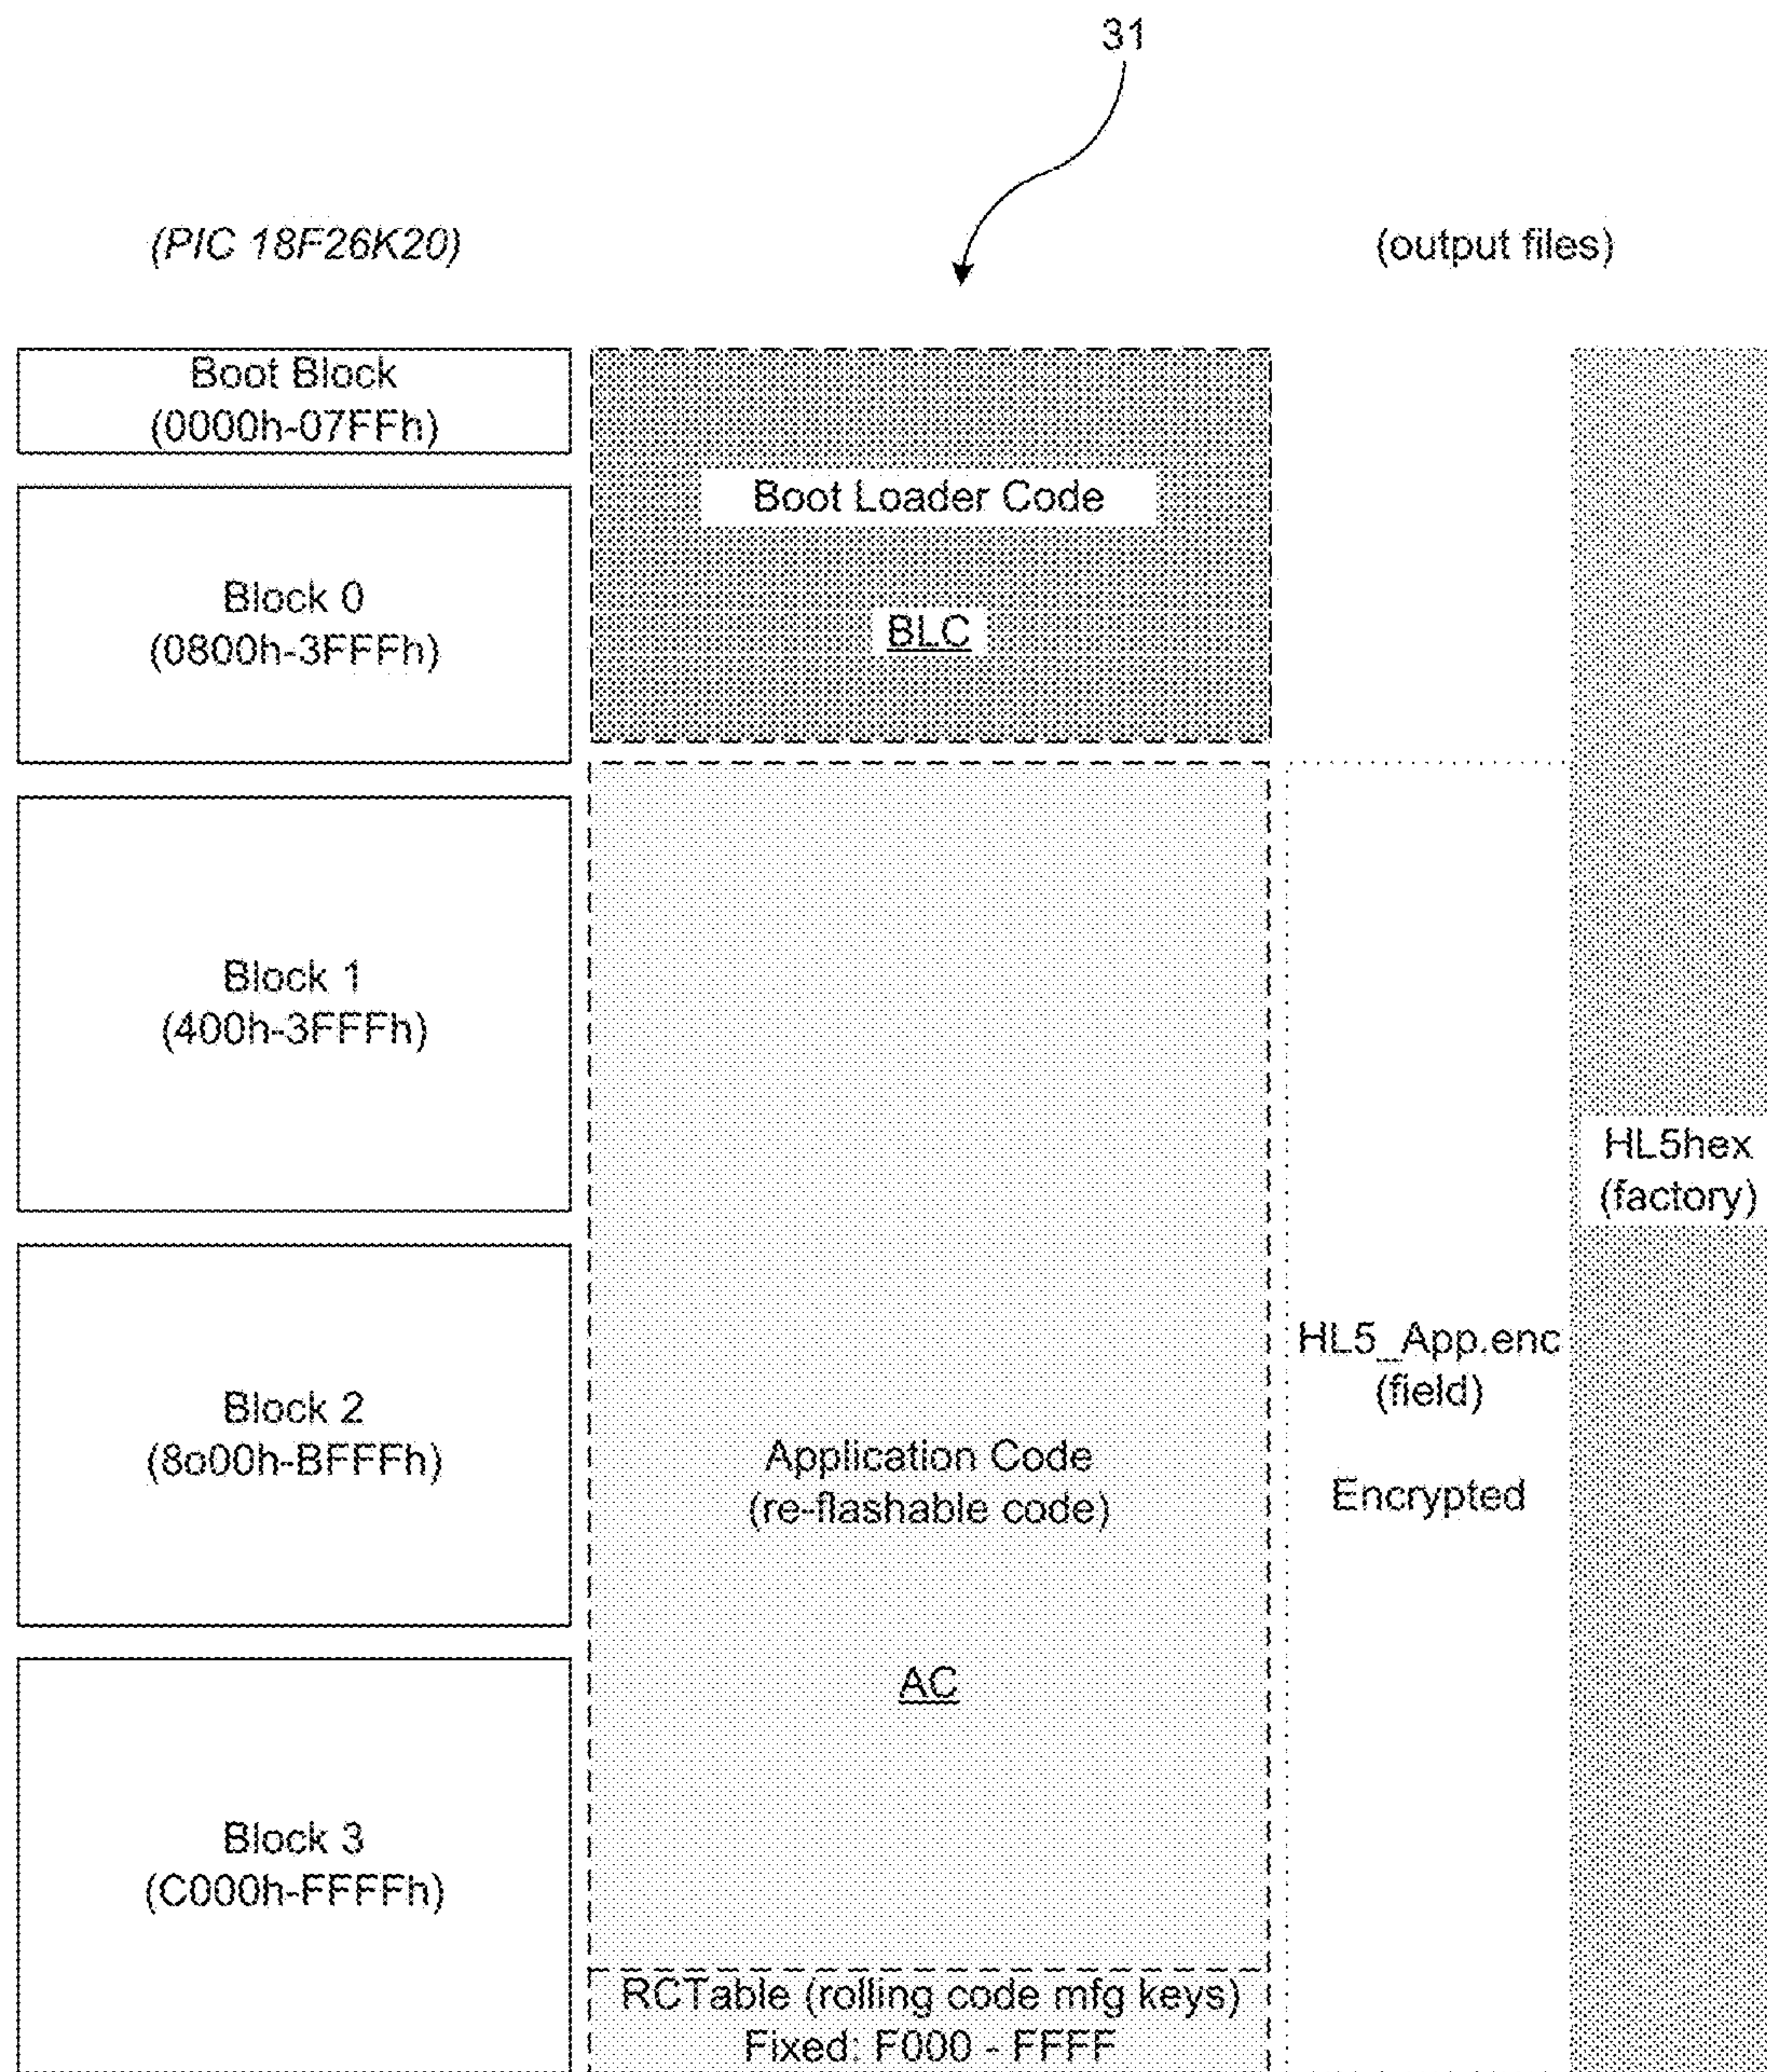 31
(PIC 18F26K20)
(output files)
Boot Block
(0000h-07FFh)
Block 0
(0800h-3FFFh)
Block 1
(400h-3FFFh)
Block 2
(8o00h-BFFFh)
Block 3
(C000h-FFFFh)
Boot Loader Code
BLC
Application Code
(re-flashable code)
AC
RCTable (rolling code mfg keys)
Fixed: F000 - FFFF
HL5_App.enc
(field)
Encrypted
HL5hex
(factory)